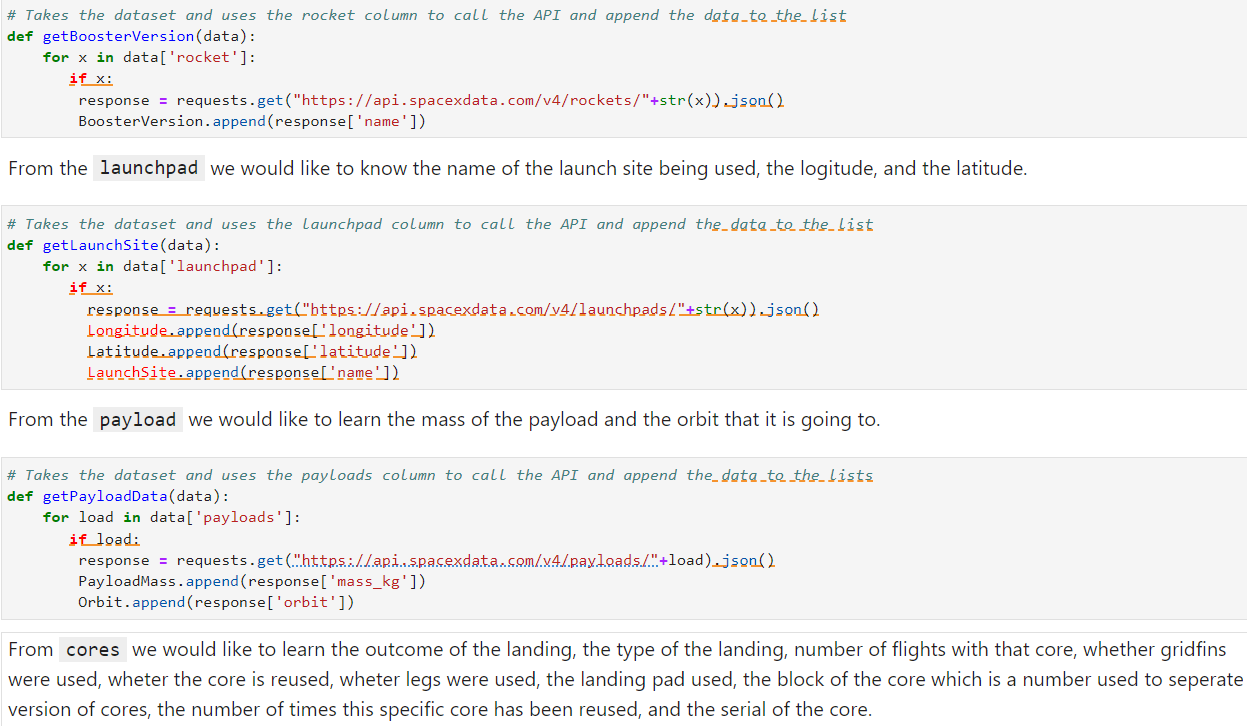 # Takes the dataset and uses the rocket column to call the API and append the data to the list
def getBoosterVersion(data):
    for x in data['rocket']:
       if x:
        response = requests.get("https://api.spacexdata.com/v4/rockets/"+str(x)).json()
        BoosterVersion.append(response['name'])
From the launchpad we would like to know the name of the launch site being used, the logitude, and the latitude.
# Takes the dataset and uses the launchpad column to call the API and append the data to the list
def getLaunchSite(data):
    for x in data['launchpad']:
       if x:
         response = requests.get("https://api.spacexdata.com/v4/launchpads/"+str(x)).json()
         Longitude.append(response['longitude'])
         Latitude.append(response['latitude'])
         LaunchSite.append(response['name'])
From the payload we would like to learn the mass of the payload and the orbit that it is going to.
# Takes the dataset and uses the payloads column to call the API and append the data to the lists
def getPayloadData(data):
    for load in data['payloads']:
       if load:
        response = requests.get("https://api.spacexdata.com/v4/payloads/"+load).json()
        PayloadMass.append(response['mass_kg'])
        Orbit.append(response['orbit'])
From cores we would like to learn the outcome of the landing, the type of the landing, number of flights with that core, whether gridfins
were used, wheter the core is reused, wheter legs were used, the landing pad used, the block of the core which is a number used to seperate
version of cores, the number of times this specific core has been reused, and the serial of the core.